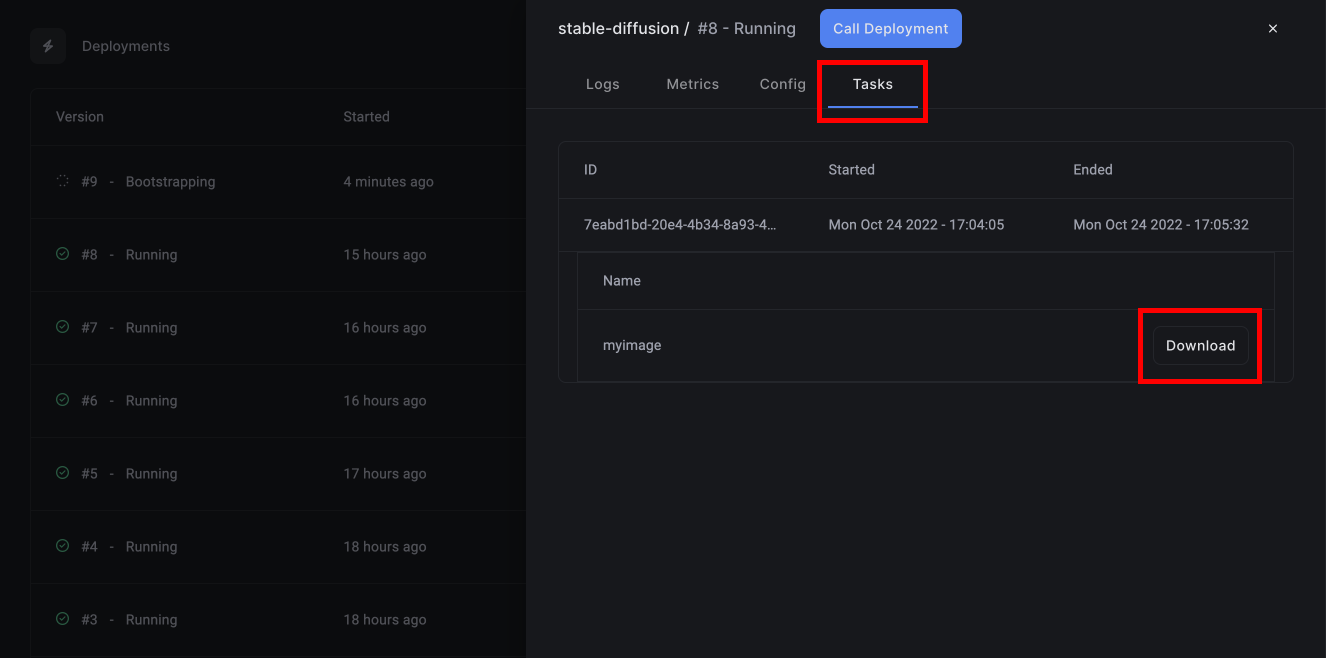 Deployments
Version Started
#9 - Bootstrapping 4 minutes ago
#8 - Running 15 hours ago
#7 - Running 16 hours ago
#6 - Running 16 hours ago
#5 - Running 17 hours ago
#4 - Running 18 hours ago
#3 - Running 18 hours ago
stable-diffusion / #8 - Running Call Deployment
Logs Metrics Config Tasks
ID Started Ended
7eabd1bd-20e4-4b34-8a93-4... Mon Oct 24 2022 - 17:04:05 Mon Oct 24 2022 - 17:05:32
Name
myimage Download